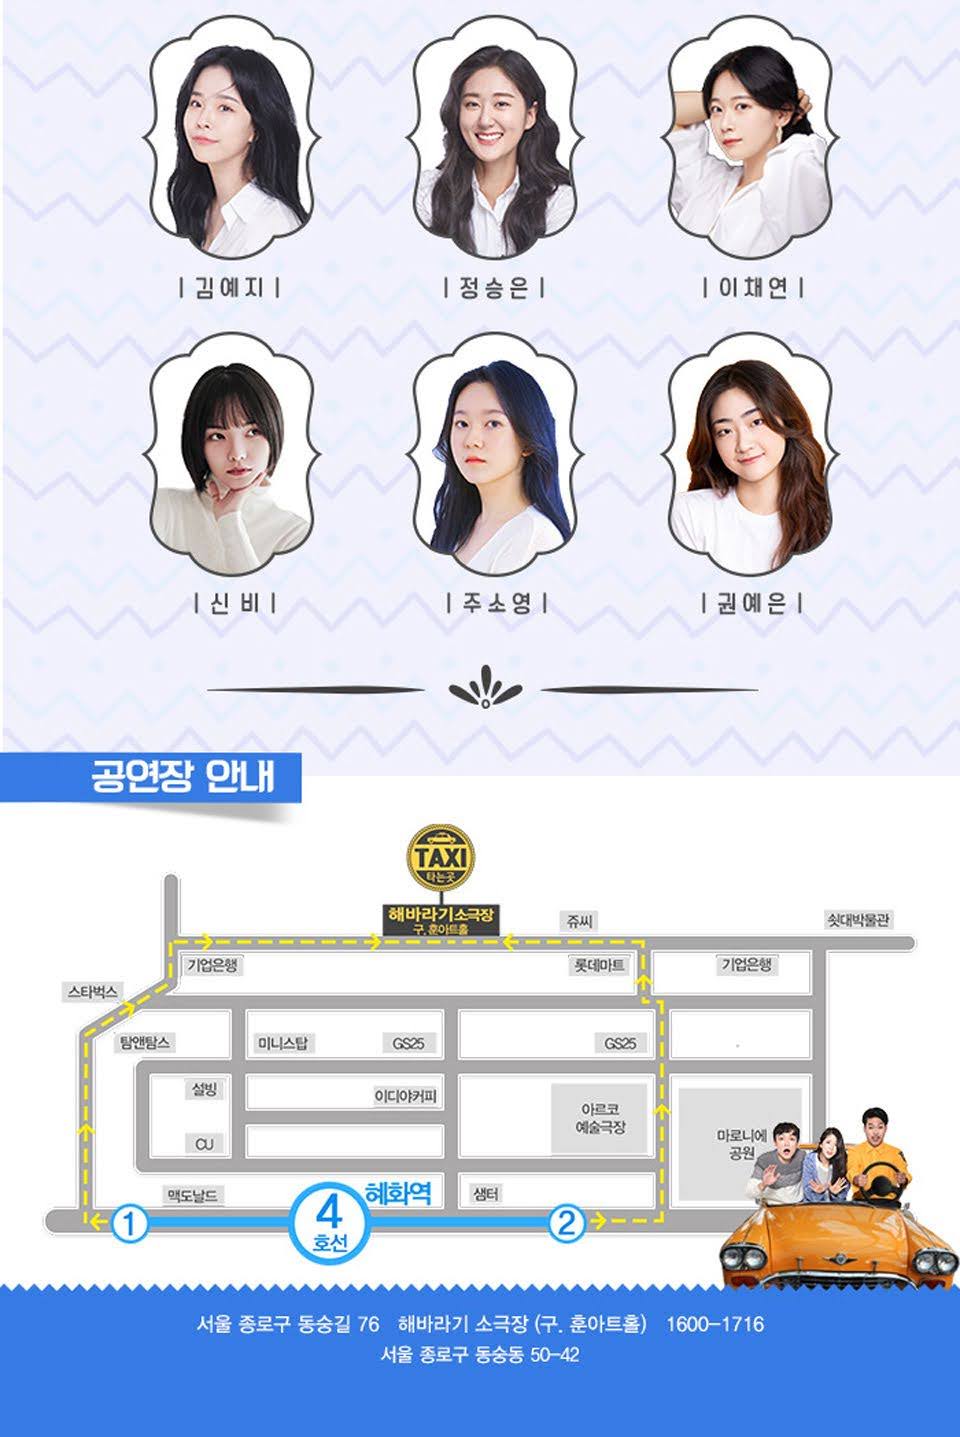 | 김예지 |
| 정승은 |
| 이채연 |
| 신비 |
| 주소영 |
| 권예은 |
공연장 안내
TAXI
타는곳
해바라기소극장
구. 훈아트홀
쥬씨
쇳대박물관
기업은행
롯데마트
기업은행
스타벅스
탐앤탐스
미니스탑
GS25
GS25
설빙
이디야커피
아르코
예술극장
마로니에
공원
CU
맥도날드
혜화역
샘터
1
4
호선
2
서울 종로구 동숭길 76 해바라기 소극장 (구. 훈아트홀) 1600-1716
서울 종로구 동숭동 50-42